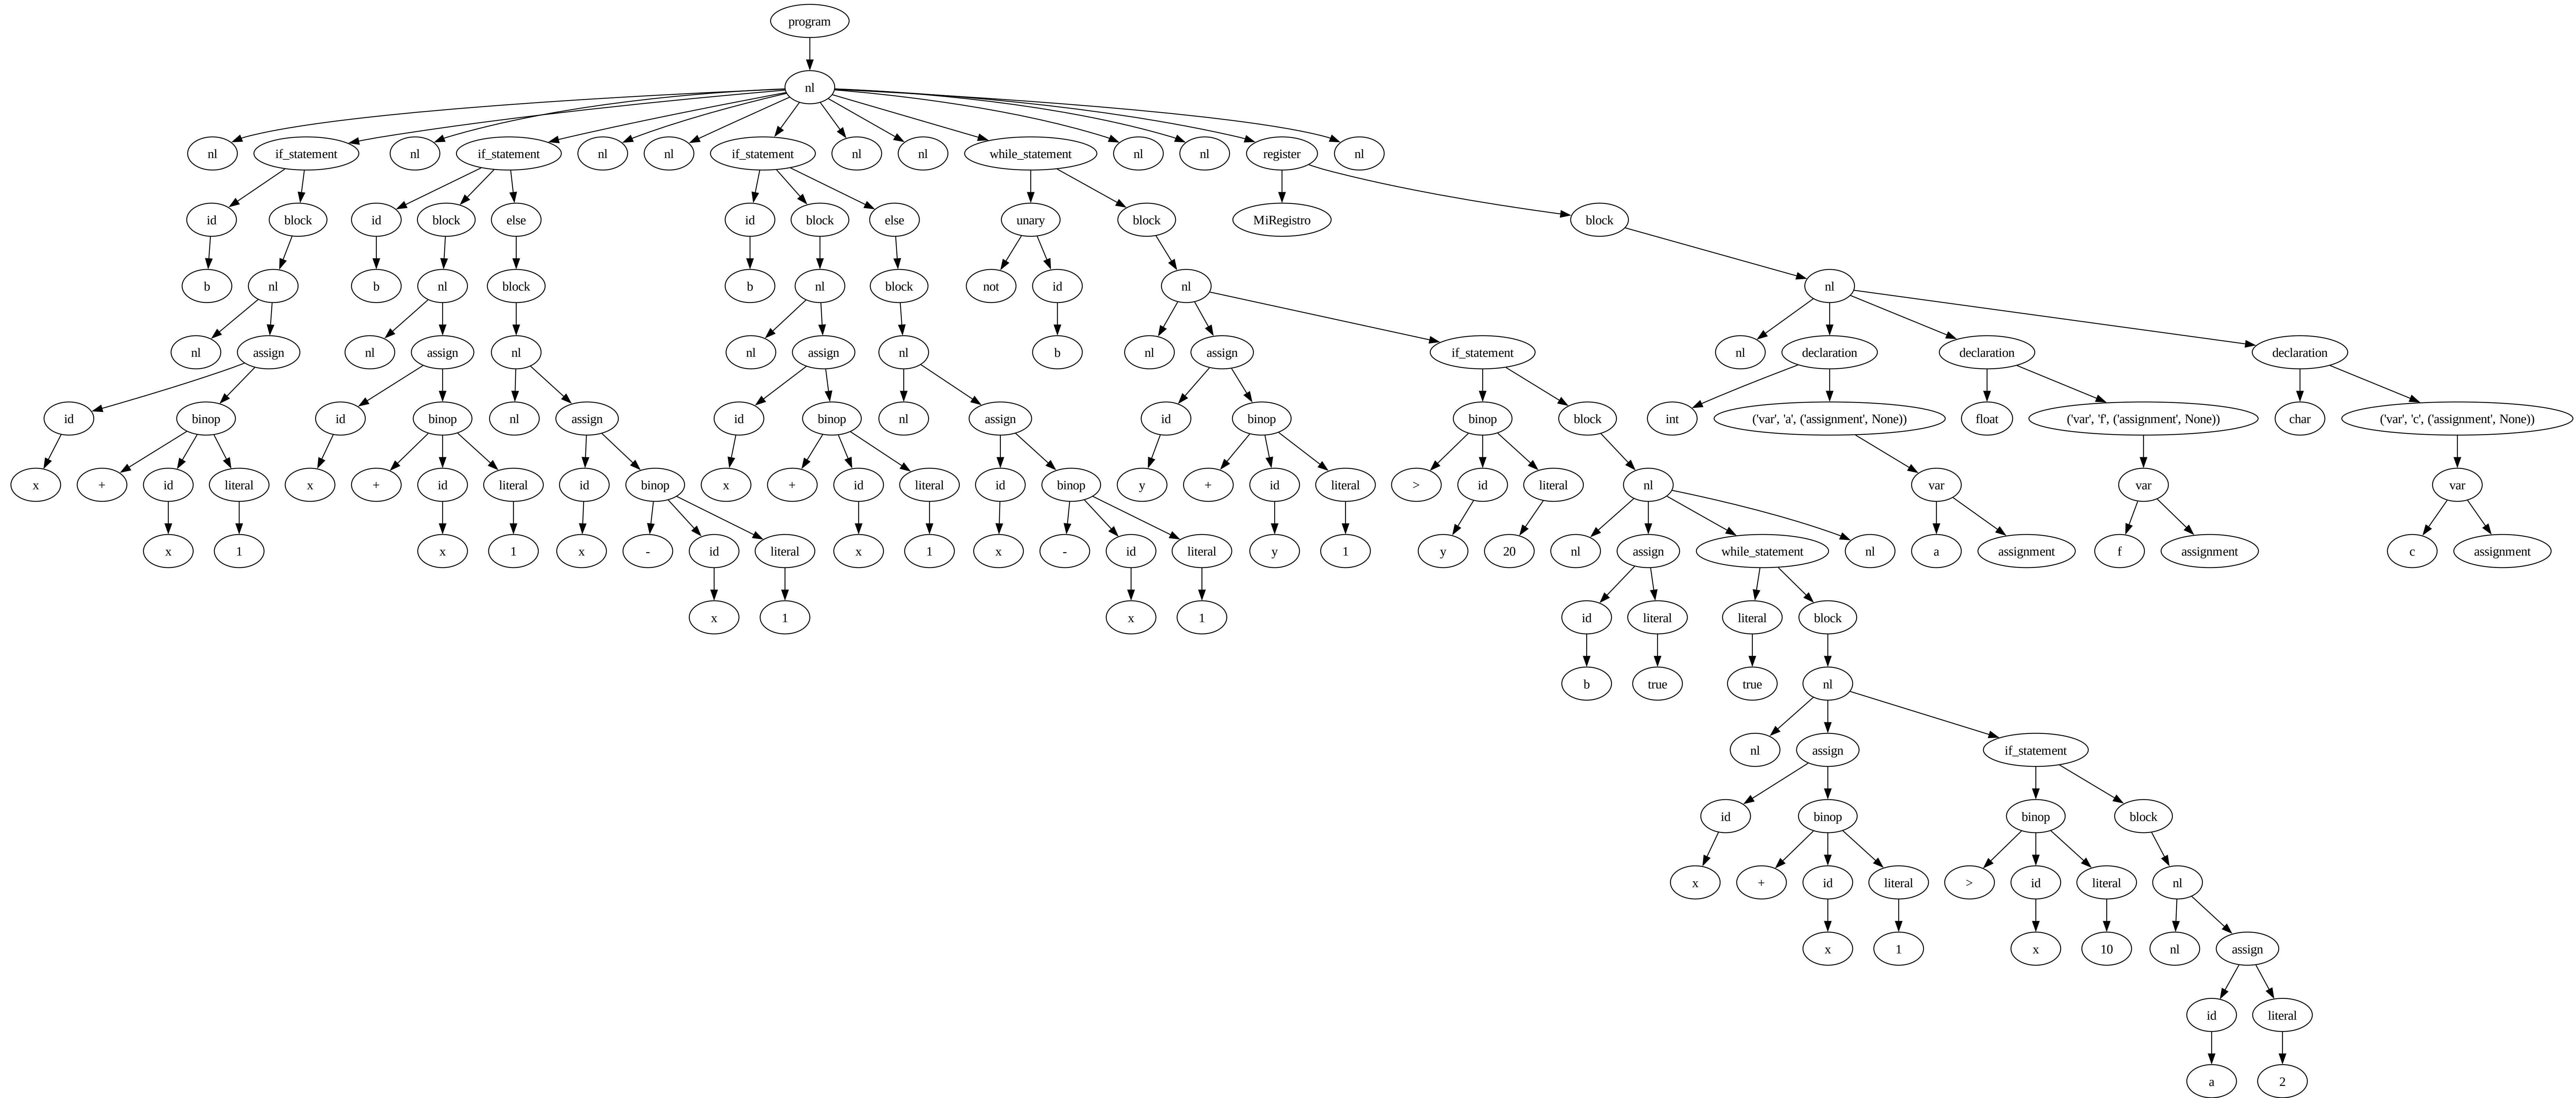 program
nl
nl if_statement nl if_statement nl nl if_statement nl nl while_statement nl nl register nl
id block id block else id block else unary block MiRegistro block
b nl b nl block b nl block not id nl nl
nl assign nl assign nl nl assign nl b nl assign if_statement nl declaration declaration declaration
id binop id binop nl assign id binop nl assign id binop binop block int ('var', 'a', ('assignment', None)) float ('var', 'f', ('assignment', None)) char ('var', 'c', ('assignment', None))
x + id literal x + id literal id binop x + id literal id binop y + id literal > id literal nl var var var
x 1 x 1 x - id literal x 1 x - id literal y 1 y 20 nl assign while_statement nl a assignment f assignment c assignment
x 1 x 1 id literal literal block
b true true nl
nl assign if_statement
id binop binop block
x + id literal > id literal nl
x 1 x 10 nl assign
id literal
a 2